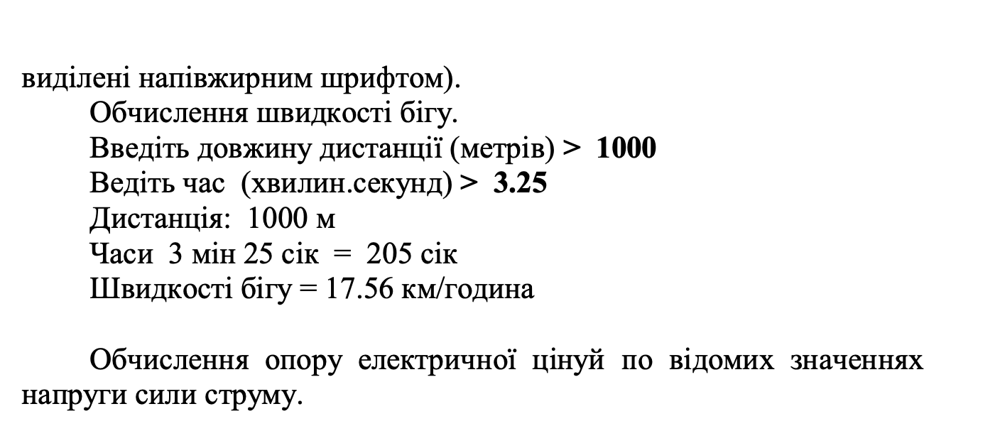 виділені напівжирним шрифтом).
Обчислення швидкості бігу.
Введіть довжину дистанції (метрів) > 1000
Ведіть час (хвилин.секунд) > 3.25
Дистанція: 1000 м
Часи 3 мін 25 сік = 205 сік
Швидкості бігу = 17.56 км/година
Обчислення опору електричної цінуй по відомих значеннях
напруги сили струму.